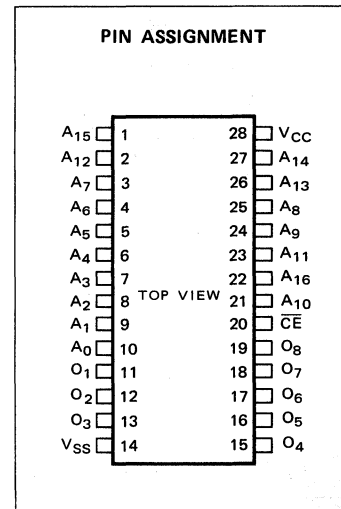 PIN ASSIGNMENT
A15 1 28 VCC
A12 2 27 A14
A7 3 26 A13
A6 4 25 A8
A5 5 24 A9
A4 6 23 A11
A3 7 22 A16
TOP VIEW
A2 8 21 A10
A1 9 20 C̅E̅
A0 10 19 O8
O1 11 18 O7
O2 12 17 O6
O3 13 16 O5
VSS 14 15 O4